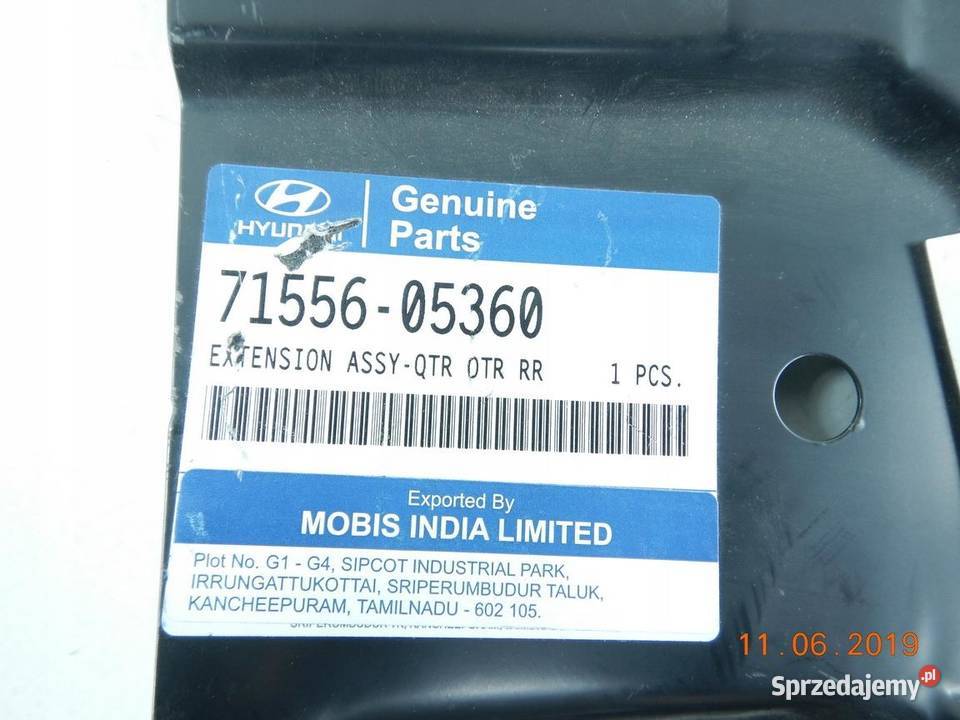 HYUNDAI
Genuine
Parts
71556-05360
EXTENSION ASSY-QTR OTR RR 1 PCS.
Exported By
MOBIS INDIA LIMITED
Plot No. G1 - G4, SIPCOT INDUSTRIAL PARK,
IRRUNGATTUKOTTAI, SRIPERUMBUDUR TALUK,
KANCHEEPURAM, TAMILNADU - 602 105.
11.06.2019
Sprzedajemy.pl